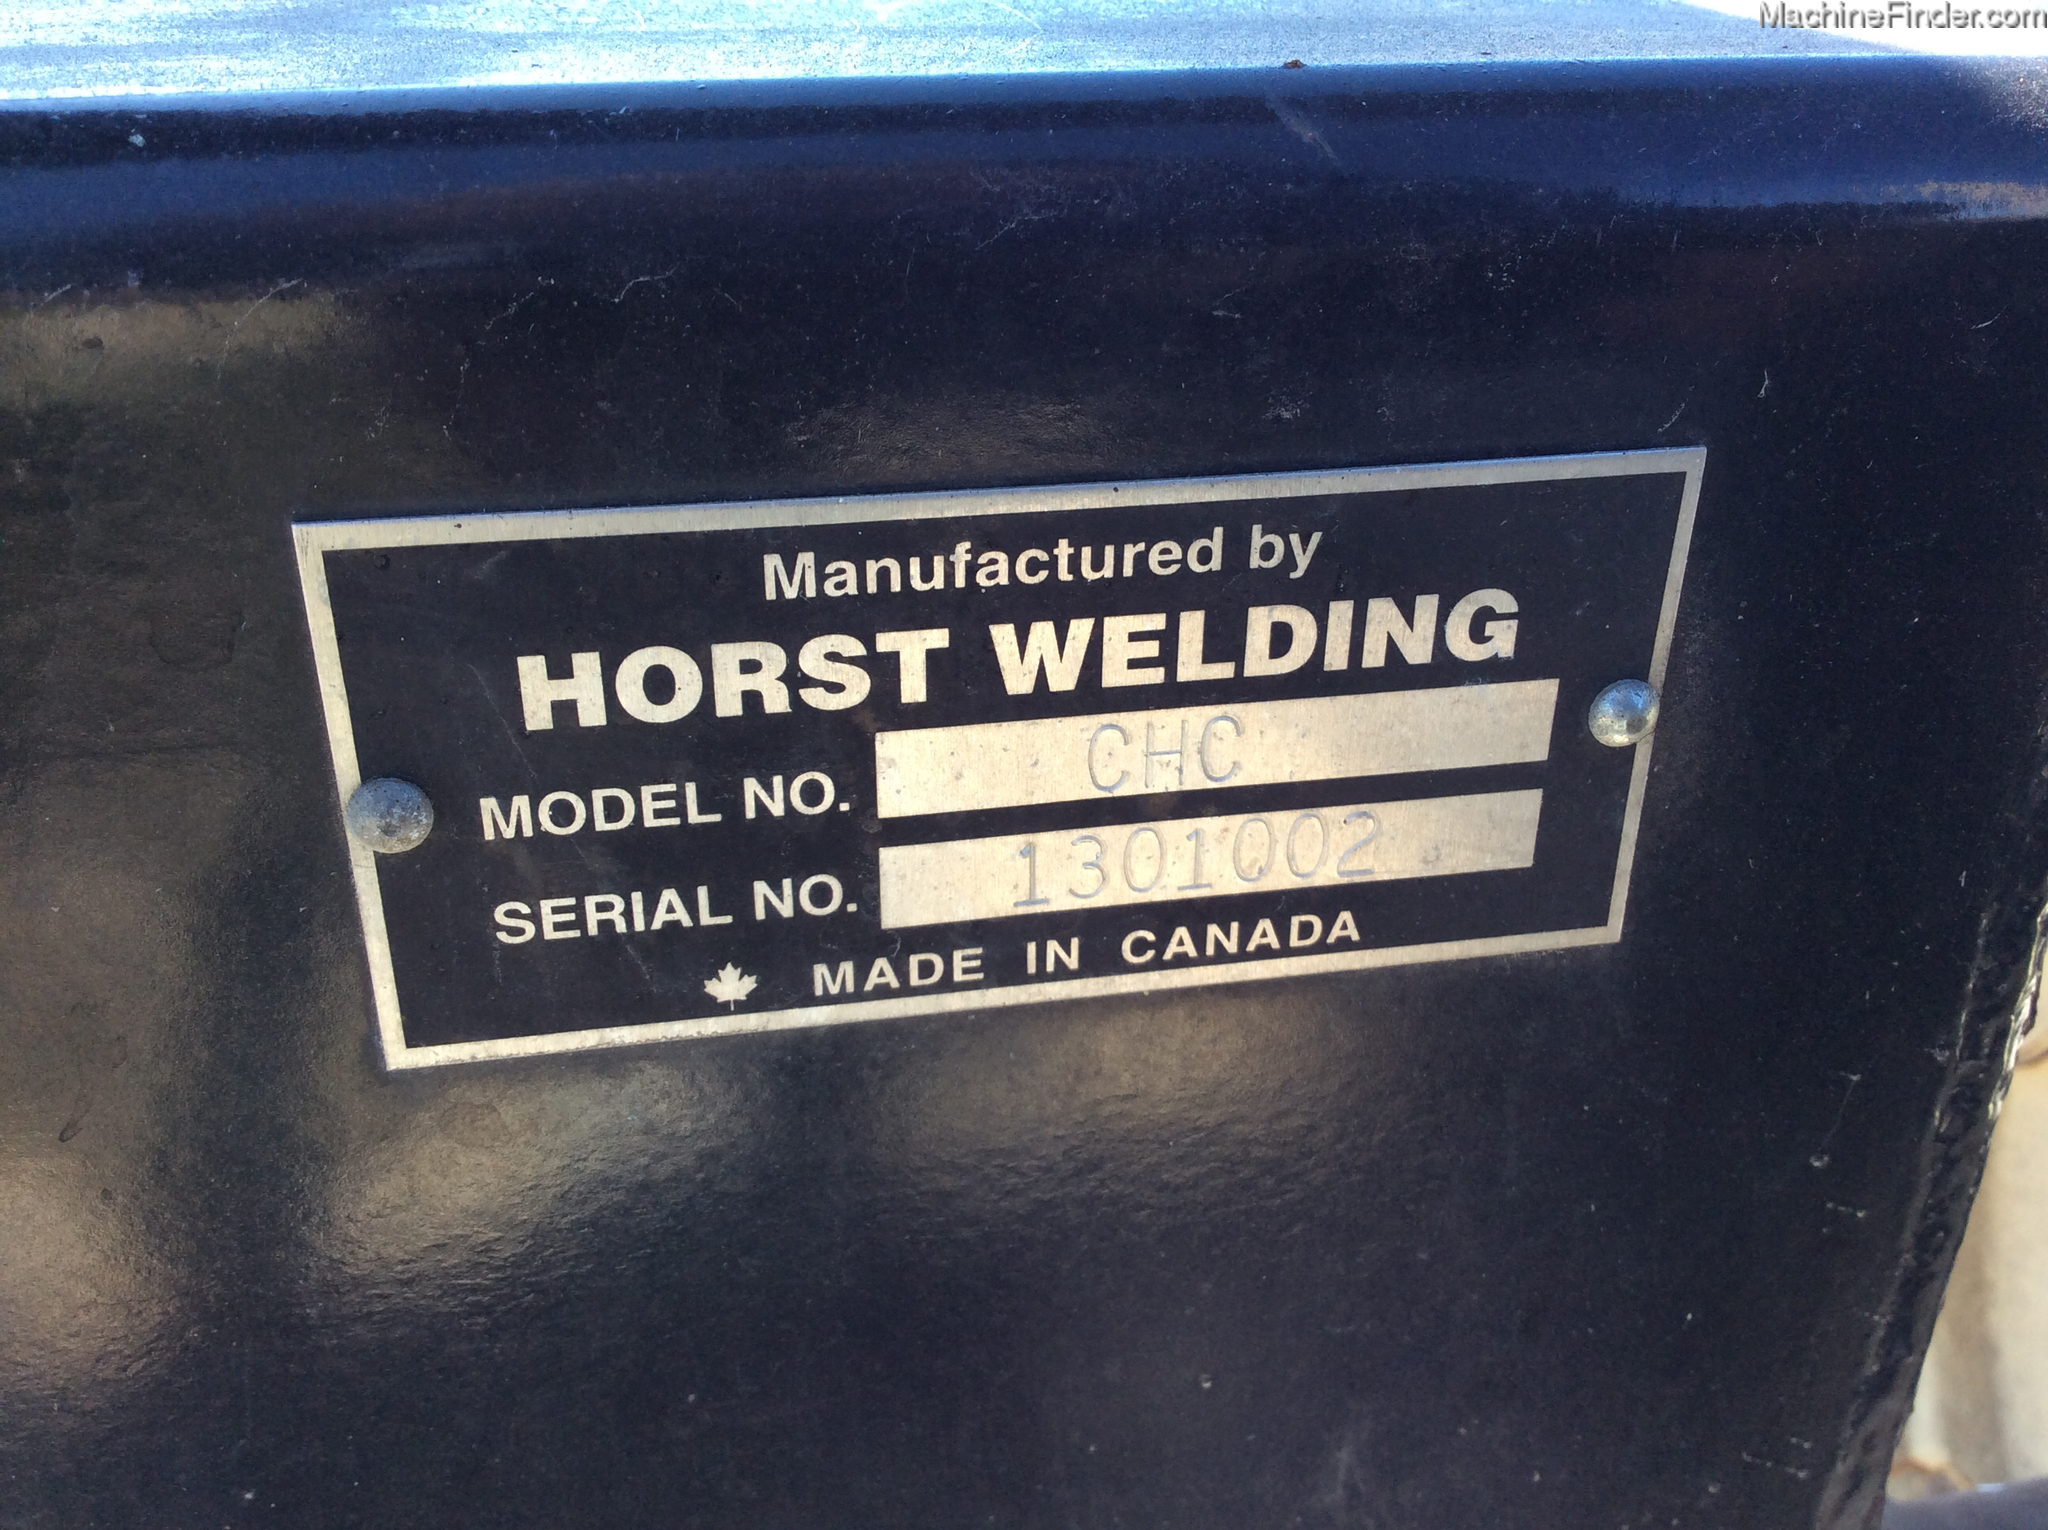 MachineFinder.com
Manufactured by
HORST WELDING
MODEL NO. CHC
SERIAL NO. 1301002
MADE IN CANADA